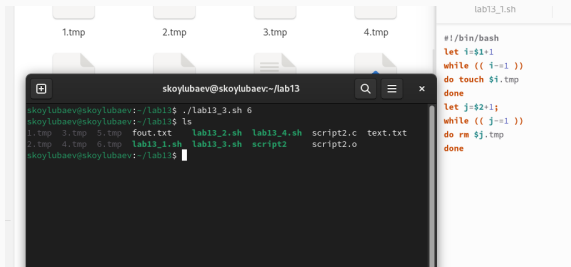 lab13_1.sh
1.tmp 2.tmp 3.tmp 4.tmp
skoylubaev@skoylubaev:~/lab13
skoylubaev@skoylubaev:~/lab13$ ./lab13_3.sh 6
skoylubaev@skoylubaev:~/lab13$ ls
1.tmp 3.tmp 5.tmp fout.txt lab13_2.sh lab13_4.sh script2.c text.txt
2.tmp 4.tmp 6.tmp lab13_1.sh lab13_3.sh script2 script2.o
skoylubaev@skoylubaev:~/lab13$
#!/bin/bash
let i=$1+1
while (( i-=1 ))
do touch $i.tmp
done
let j=$2+1;
while (( j-=1 ))
do rm $j.tmp
done